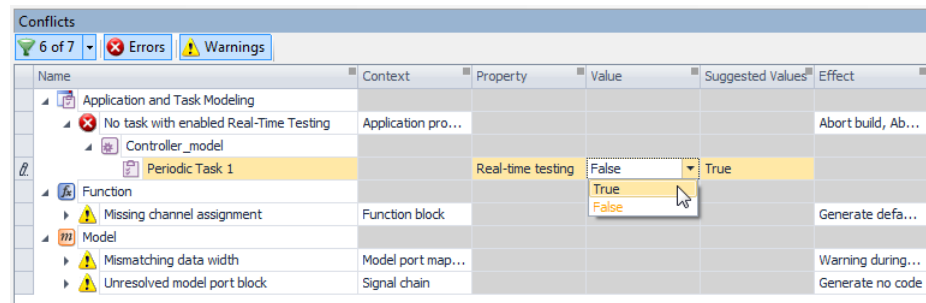 Conflicts
6 of 7 Errors Warnings
Name Context Property Value Suggested Values Effect
Application and Task Modeling
No task with enabled Real-Time Testing Application pro... Abort build, Ab...
Controller_model
Periodic Task 1 Real-time testing False True
True
Function
False
Missing channel assignment Function block Generate defa...
Model
Mismatching data width Model port map... Warning during...
Unresolved model port block Signal chain Generate no code